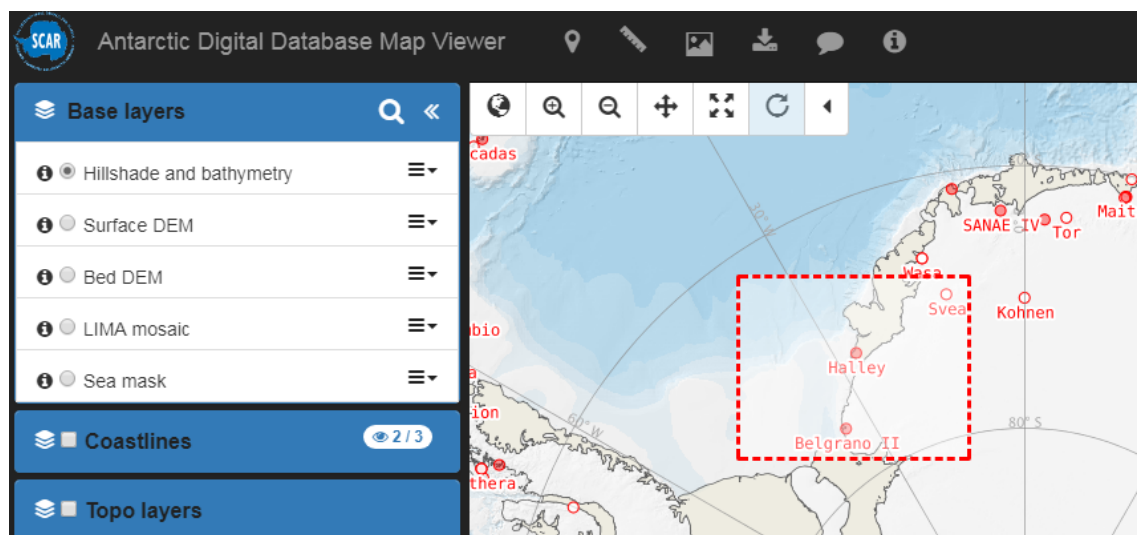 SCAR
Antarctic Digital Database Map Viewer
Base layers
Hillshade and bathymetry
Surface DEM
Bed DEM
LIMA mosaic
Sea mask
Coastlines
2 / 3
Topo layers
cadas
30° W
SANAE IV
Tor
Mait
Wasa
Svea
Kohnen
bio
Halley
a
ion
60° W
80° S
Belgrano II
thera